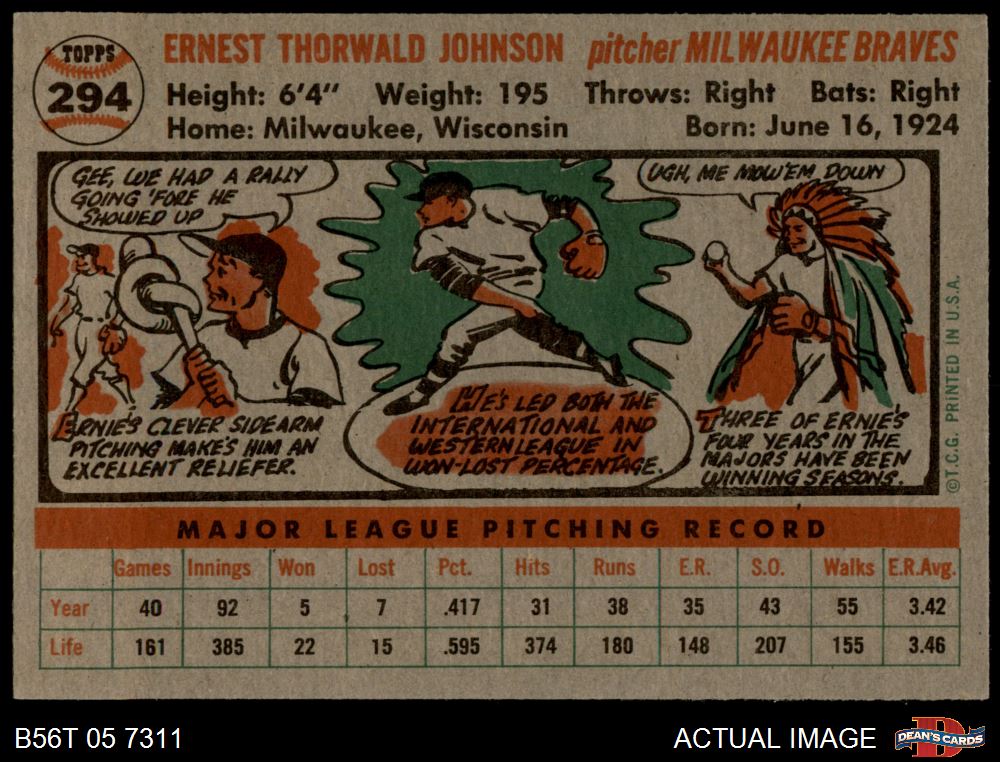 TOPPS
294
ERNEST THORWALD JOHNSON pitcher MILWAUKEE BRAVES
Height: 6'4" Weight: 195 Throws: Right Bats: Right
Home: Milwaukee, Wisconsin Born: June 16, 1924
GEE, WE HAD A RALLY
GOING 'FORE HE
SHOWED UP
ERNIE'S CLEVER SIDEARM
PITCHING MAKE'S HIM AN
EXCELLENT RELIEFER.
HE'S LED BOTH THE
INTERNATIONAL AND
WESTERN LEAGUE IN
WON-LOST PERCENTAGE.
UGH, ME MOW'EM DOWN
THREE OF ERNIE'S
FOUR YEARS IN THE
MAJORS HAVE BEEN
WINNING SEASONS.
©T.C.G. PRINTED IN U.S.A.
MAJOR LEAGUE PITCHING RECORD
Games Innings Won Lost Pct. Hits Runs E.R. S.O. Walks E.R.Avg.
Year 40 92 5 7 .417 31 38 35 43 55 3.42
Life 161 385 22 15 .595 374 180 148 207 155 3.46
B56T 05 7311
ACTUAL IMAGE
DEAN'S CARDS